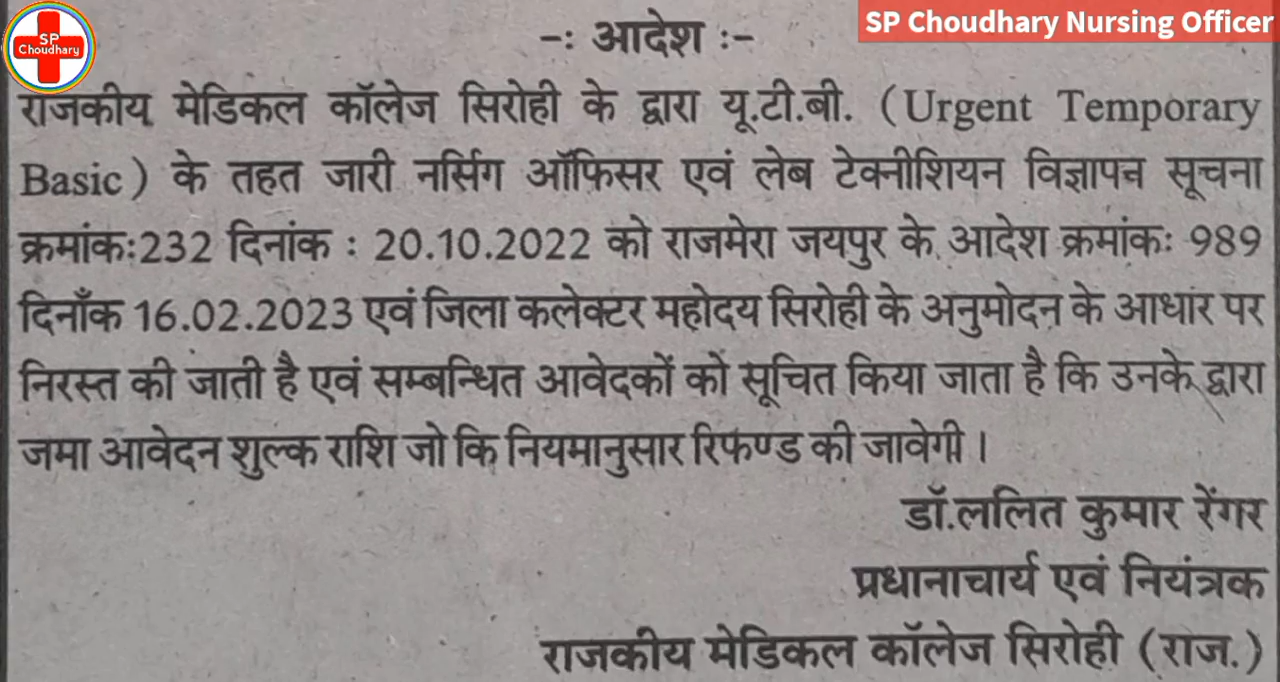 SP
Choudhary
SP Choudhary Nursing Officer
-: आदेश :-
राजकीय मेडिकल कॉलेज सिरोही के द्वारा यू.टी.बी. (Urgent Temporary
Basic) के तहत जारी नर्सिग ऑफिसर एवं लेब टेक्नीशियन विज्ञापन सूचना
क्रमांक:232 दिनांक : 20.10.2022 को राजमेरा जयपुर के आदेश क्रमांक: 989
दिनाँक 16.02.2023 एवं जिला कलेक्टर महोदय सिरोही के अनुमोदन के आधार पर
निरस्त की जाती है एवं सम्बन्धित आवेदकों को सूचित किया जाता है कि उनके द्वारा
जमा आवेदन शुल्क राशि जो कि नियमानुसार रिफण्ड की जावेगी ।
डॉ.ललित कुमार रेंगर
प्रधानाचार्य एवं नियंत्रक
राजकीय मेडिकल कॉलेज सिरोही (राज.)